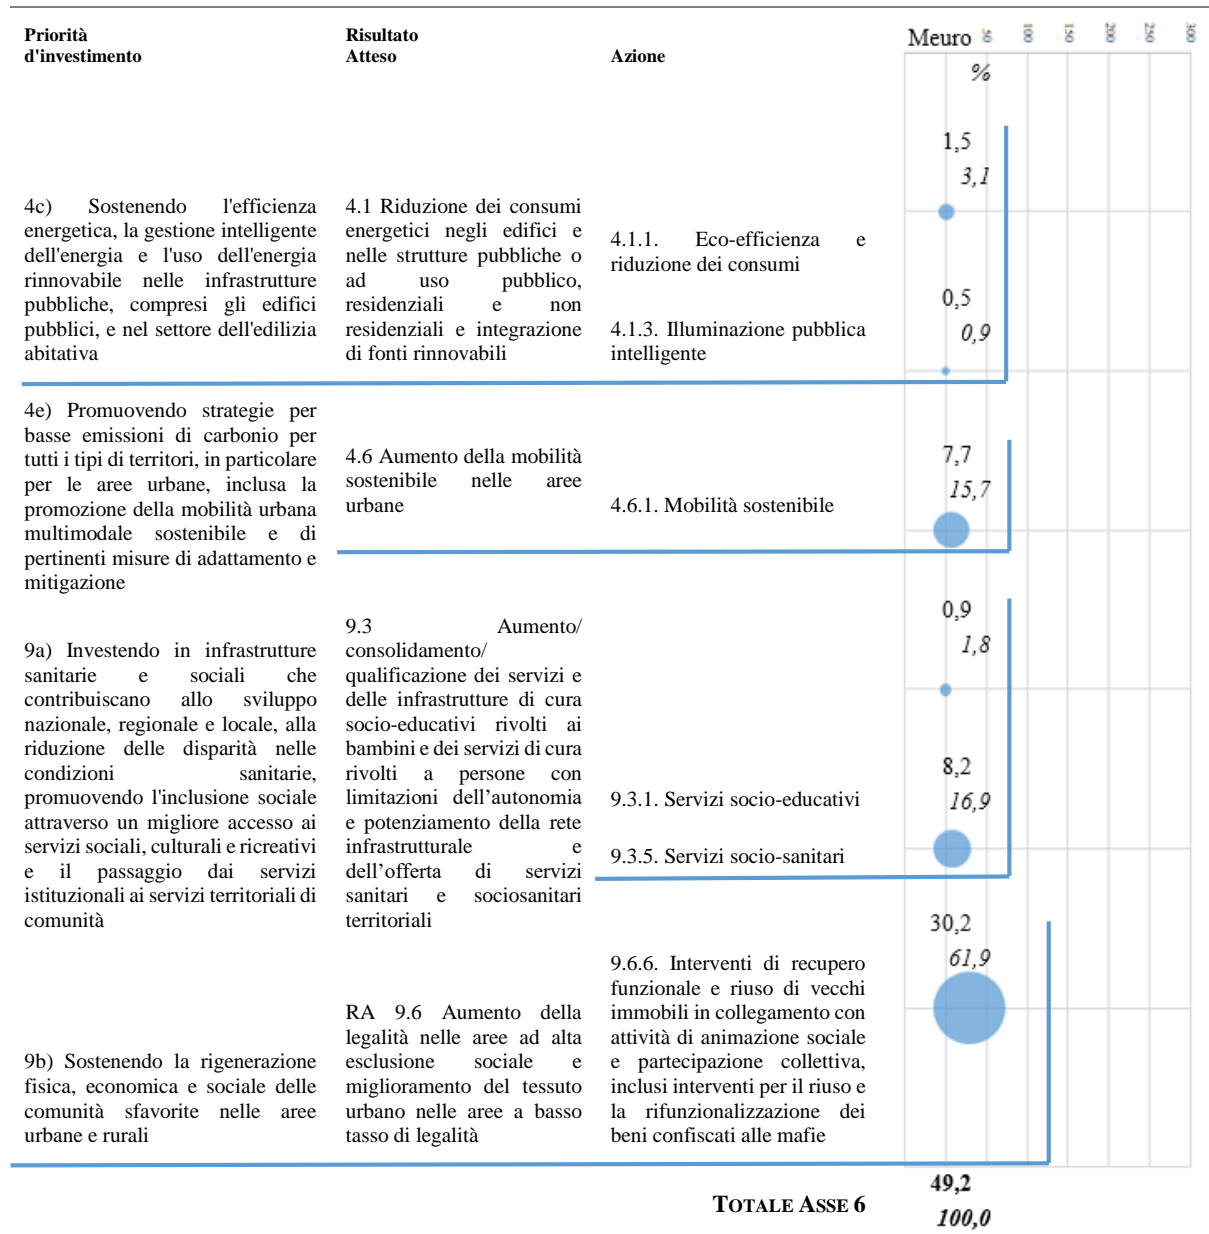 Priorità
d'investimento
Risultato
Atteso
Azione
Meuro 50 100 150 200 250 300
%
4c) Sostenendo l'efficienza
energetica, la gestione intelligente
dell'energia e l'uso dell'energia
rinnovabile nelle infrastrutture
pubbliche, compresi gli edifici
pubblici, e nel settore dell'edilizia
abitativa
4.1 Riduzione dei consumi
energetici negli edifici e
nelle strutture pubbliche o
ad uso pubblico,
residenziali e non
residenziali e integrazione
di fonti rinnovabili
4.1.1. Eco-efficienza e
riduzione dei consumi
1,5
3,1
4.1.3. Illuminazione pubblica
intelligente
0,5
0,9
4e) Promuovendo strategie per
basse emissioni di carbonio per
tutti i tipi di territori, in particolare
per le aree urbane, inclusa la
promozione della mobilità urbana
multimodale sostenibile e di
pertinenti misure di adattamento e
mitigazione
4.6 Aumento della mobilità
sostenibile nelle aree
urbane
4.6.1. Mobilità sostenibile
7,7
15,7
9a) Investendo in infrastrutture
sanitarie e sociali che
contribuiscano allo sviluppo
nazionale, regionale e locale, alla
riduzione delle disparità nelle
condizioni sanitarie,
promuovendo l'inclusione sociale
attraverso un migliore accesso ai
servizi sociali, culturali e ricreativi
e il passaggio dai servizi
istituzionali ai servizi territoriali di
comunità
9.3 Aumento/
consolidamento/
qualificazione dei servizi e
delle infrastrutture di cura
socio-educativi rivolti ai
bambini e dei servizi di cura
rivolti a persone con
limitazioni dell’autonomia
e potenziamento della rete
infrastrutturale e
dell’offerta di servizi
sanitari e sociosanitari
territoriali
9.3.1. Servizi socio-educativi
0,9
1,8
9.3.5. Servizi socio-sanitari
8,2
16,9
9b) Sostenendo la rigenerazione
fisica, economica e sociale delle
comunità sfavorite nelle aree
urbane e rurali
RA 9.6 Aumento della
legalità nelle aree ad alta
esclusione sociale e
miglioramento del tessuto
urbano nelle aree a basso
tasso di legalità
9.6.6. Interventi di recupero
funzionale e riuso di vecchi
immobili in collegamento con
attività di animazione sociale
e partecipazione collettiva,
inclusi interventi per il riuso e
la rifunzionalizzazione dei
beni confiscati alle mafie
30,2
61,9
TOTALE ASSE 6
49,2
100,0